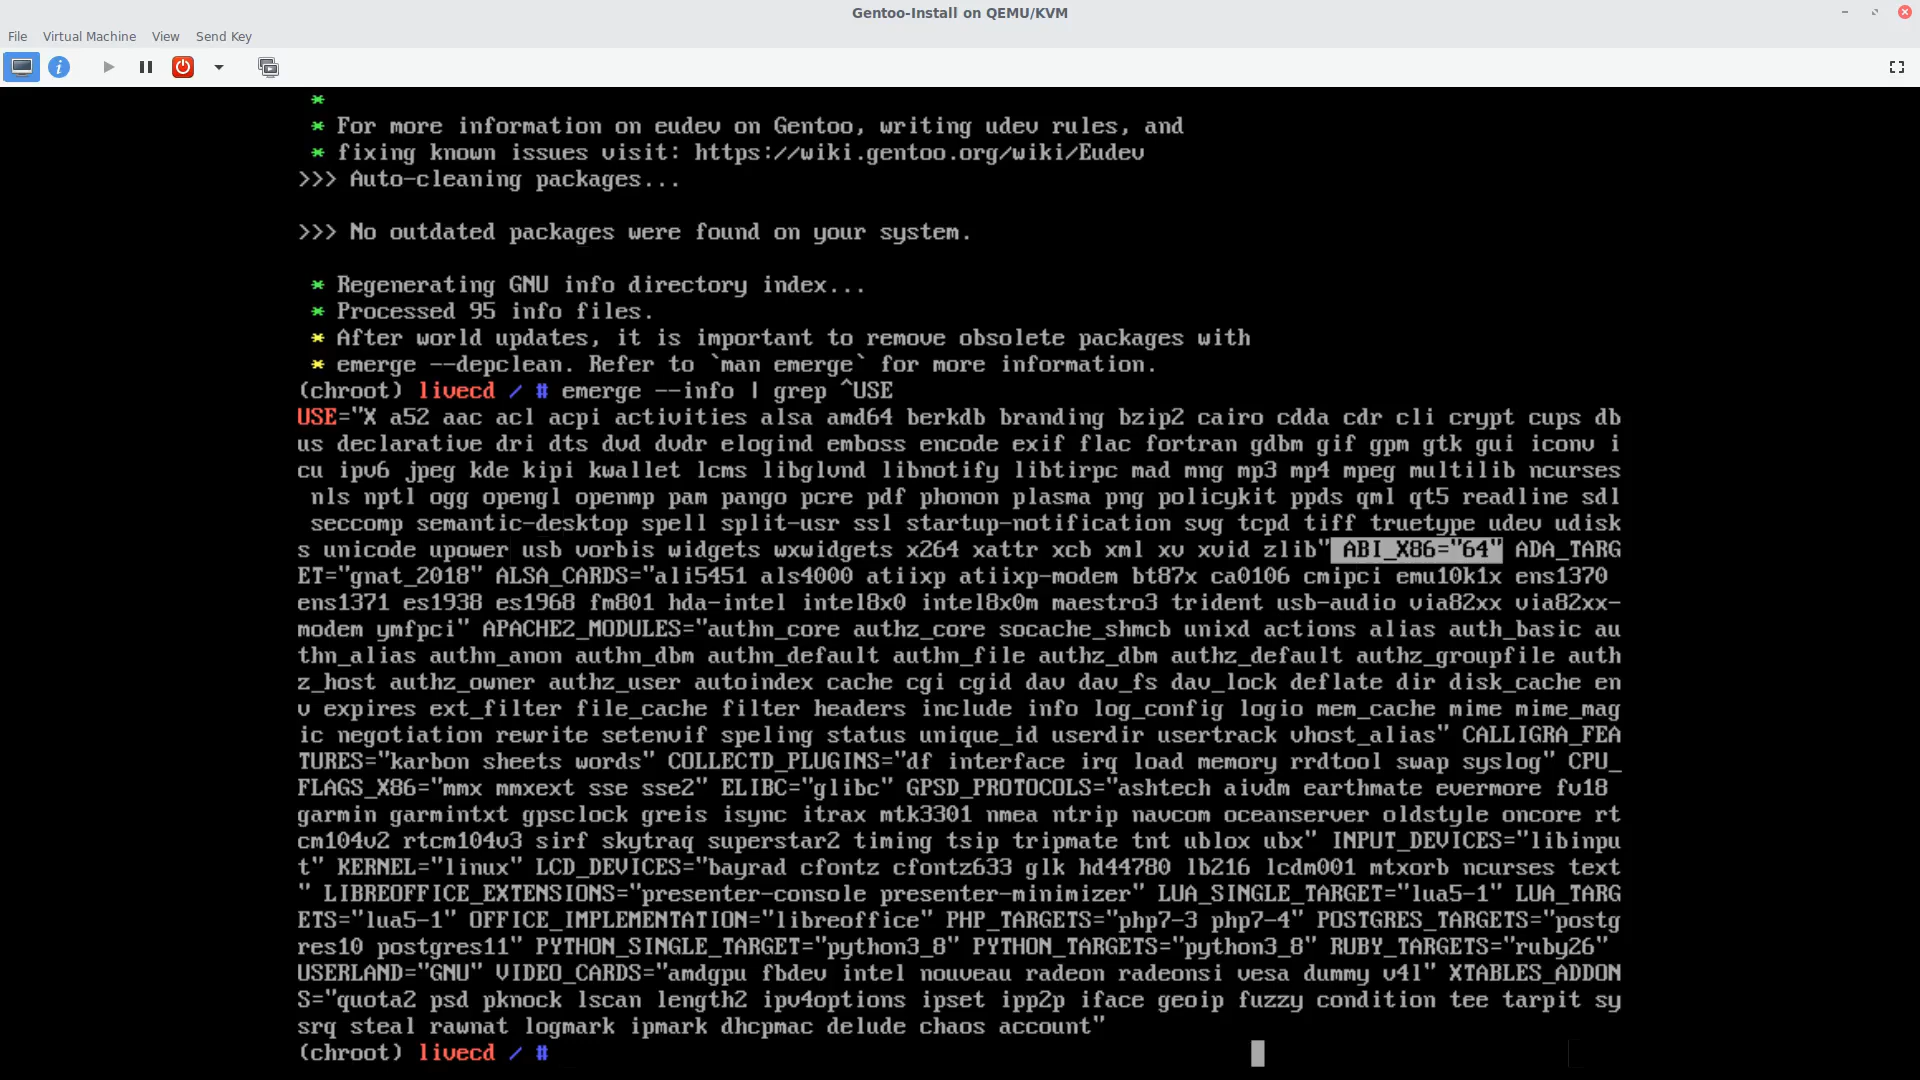 Gentoo-Install on QEMU/KVM
File Virtual Machine View Send Key
*
* For more information on eudev on Gentoo, writing udev rules, and
* fixing known issues visit: https://wiki.gentoo.org/wiki/Eudev
>>> Auto-cleaning packages...
>>> No outdated packages were found on your system.
* Regenerating GNU info directory index...
* Processed 95 info files.
* After world updates, it is important to remove obsolete packages with
* emerge --depclean. Refer to `man emerge` for more information.
(chroot) livecd / # emerge --info | grep ^USE
USE="X a52 aac acl acpi activities alsa amd64 berkdb branding bzip2 cairo cdda cdr cli crypt cups db
us declarative dri dts dvd dvdr elogind emboss encode exif flac fortran gdbm gif gpm gtk gui iconv i
cu ipv6 jpeg kde kipi kwallet lcms libglvnd libnotify libtirpc mad mng mp3 mp4 mpeg multilib ncurses
nls nptl ogg opengl openmp pam pango pcre pdf phonon plasma png policykit ppds qml qt5 readline sdl
seccomp semantic-desktop spell split-usr ssl startup-notification svg tcpd tiff truetype udev udisk
s unicode upower usb vorbis widgets wxwidgets x264 xattr xcb xml xv xvid zlib" ABI_X86="64" ADA_TARG
ET="gnat_2018" ALSA_CARDS="ali5451 als4000 atiixp atiixp-modem bt87x ca0106 cmipci emu10k1x ens1370
ens1371 es1938 es1968 fm801 hda-intel intel8x0 intel8x0m maestro3 trident usb-audio via82xx via82xx-
modem ymfpci" APACHE2_MODULES="authn_core authz_core socache_shmcb unixd actions alias auth_basic au
thn_alias authn_anon authn_dbm authn_default authn_file authz_dbm authz_default authz_groupfile auth
z_host authz_owner authz_user autoindex cache cgi cgid dav dav_fs dav_lock deflate dir disk_cache en
v expires ext_filter file_cache filter headers include info log_config logio mem_cache mime mime_mag
ic negotiation rewrite setenvif speling status unique_id userdir usertrack vhost_alias" CALLIGRA_FEA
TURES="karbon sheets words" COLLECTD_PLUGINS="df interface irq load memory rrdtool swap syslog" CPU_
FLAGS_X86="mmx mmxext sse sse2" ELIBC="glibc" GPSD_PROTOCOLS="ashtech aivdm earthmate evermore fv18
garmin garmintxt gpsclock greis isync itrax mtk3301 nmea ntrip navcom oceanserver oldstyle oncore rt
cm104v2 rtcm104v3 sirf skytraq superstar2 timing tsip tripmate tnt ublox ubx" INPUT_DEVICES="libinpu
t" KERNEL="linux" LCD_DEVICES="bayrad cfontz cfontz633 glk hd44780 lb216 lcdm001 mtxorb ncurses text
" LIBREOFFICE_EXTENSIONS="presenter-console presenter-minimizer" LUA_SINGLE_TARGET="lua5-1" LUA_TARG
ETS="lua5-1" OFFICE_IMPLEMENTATION="libreoffice" PHP_TARGETS="php7-3 php7-4" POSTGRES_TARGETS="postg
res10 postgres11" PYTHON_SINGLE_TARGET="python3_8" PYTHON_TARGETS="python3_8" RUBY_TARGETS="ruby26"
USERLAND="GNU" VIDEO_CARDS="amdgpu fbdev intel nouveau radeon radeonsi vesa dummy v4l" XTABLES_ADDON
S="quota2 psd pknock lscan length2 ipv4options ipset ipp2p iface geoip fuzzy condition tee tarpit sy
srq steal rawnat logmark ipmark dhcpmac delude chaos account"
(chroot) livecd / #